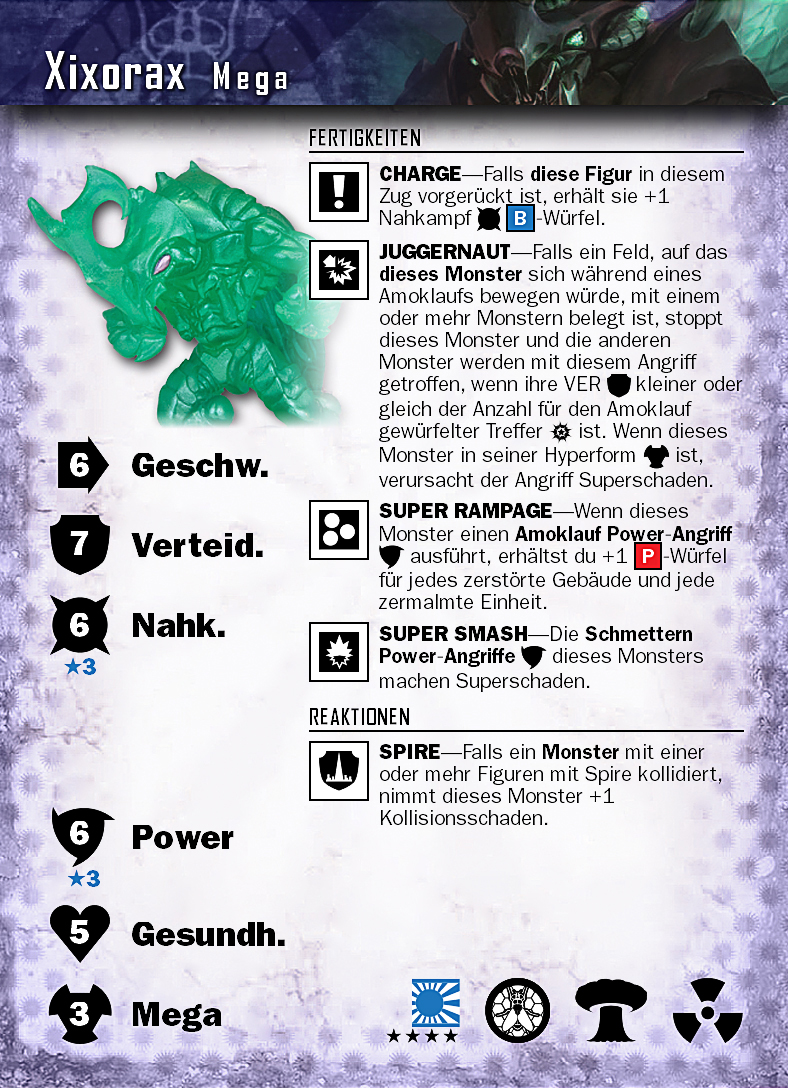 Xixorax Mega
FERTIGKEITEN
CHARGE—Falls diese Figur in diesem
Zug vorgerückt ist, erhält sie +1
Nahkampf B-Würfel.
JUGGERNAUT—Falls ein Feld, auf das
dieses Monster sich während eines
Amoklaufs bewegen würde, mit einem
oder mehr Monstern belegt ist, stoppt
dieses Monster und die anderen
Monster werden mit diesem Angriff
getroffen, wenn ihre VER kleiner oder
gleich der Anzahl für den Amoklauf
gewürfelter Treffer ist. Wenn dieses
Monster in seiner Hyperform ist,
verursacht der Angriff Superschaden.
SUPER RAMPAGE—Wenn dieses
Monster einen Amoklauf Power-Angriff
ausführt, erhältst du +1 P-Würfel
für jedes zerstörte Gebäude und jede
zermalmte Einheit.
SUPER SMASH—Die Schmettern
Power-Angriffe dieses Monsters
machen Superschaden.
REAKTIONEN
SPIRE—Falls ein Monster mit einer
oder mehr Figuren mit Spire kollidiert,
nimmt dieses Monster +1
Kollisionsschaden.
6 Geschw.
7 Verteid.
6 Nahk.
★3
6 Power
★3
5 Gesundh.
3 Mega
★★★★